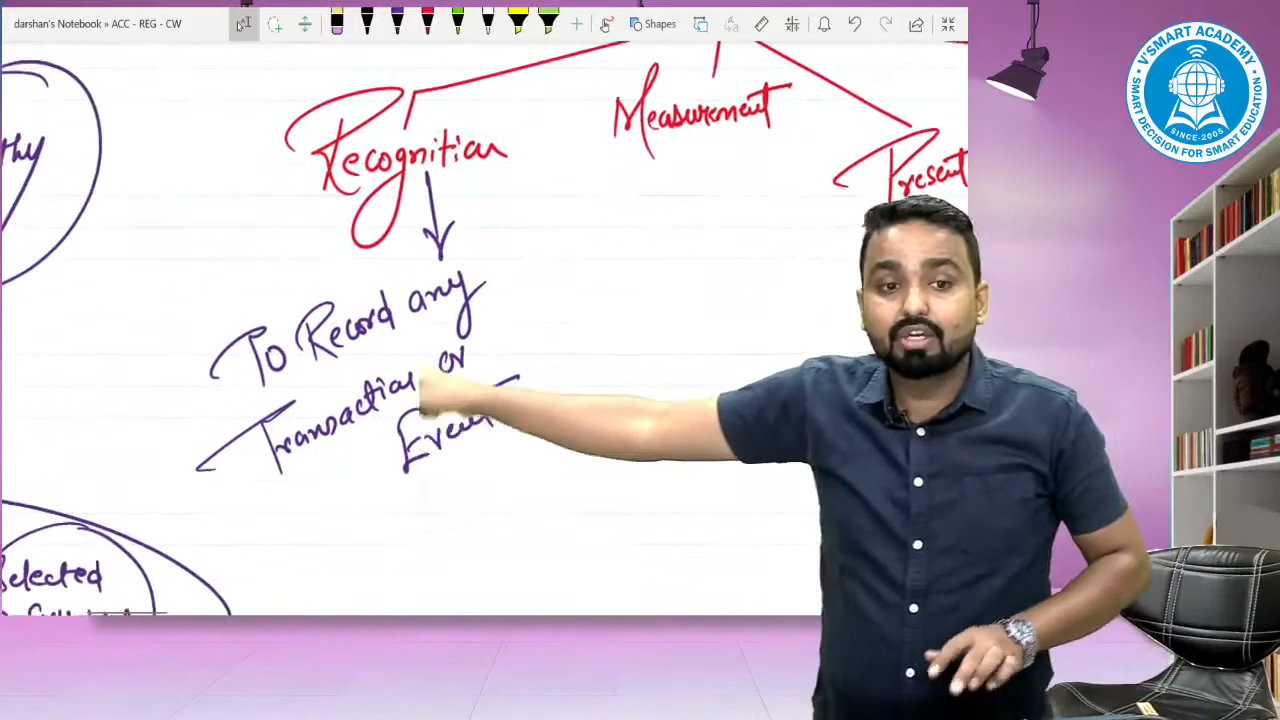 darshan's Notebook » ACC - REG - CW
Shapes
V'SMART ACADEMY
SMART DECISION FOR SMART EDUCATION
SINCE-2005
Recognition
Measurement
Present
To Record any
Transaction or
Event
Selected